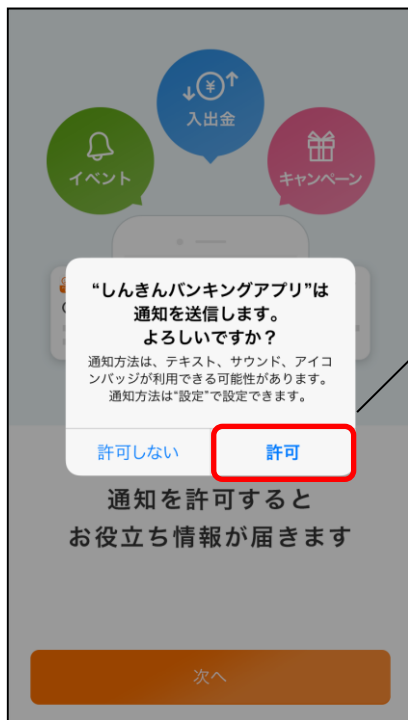 入出金
イベント
キャンペーン
“しんきんバンキングアプリ”は
通知を送信します。
よろしいですか？
通知方法は、テキスト、サウンド、アイコ
ンバッジが利用できる可能性があります。
通知方法は“設定”で設定できます。
許可しない
許可
通知を許可すると
お役立ち情報が届きます
次へ